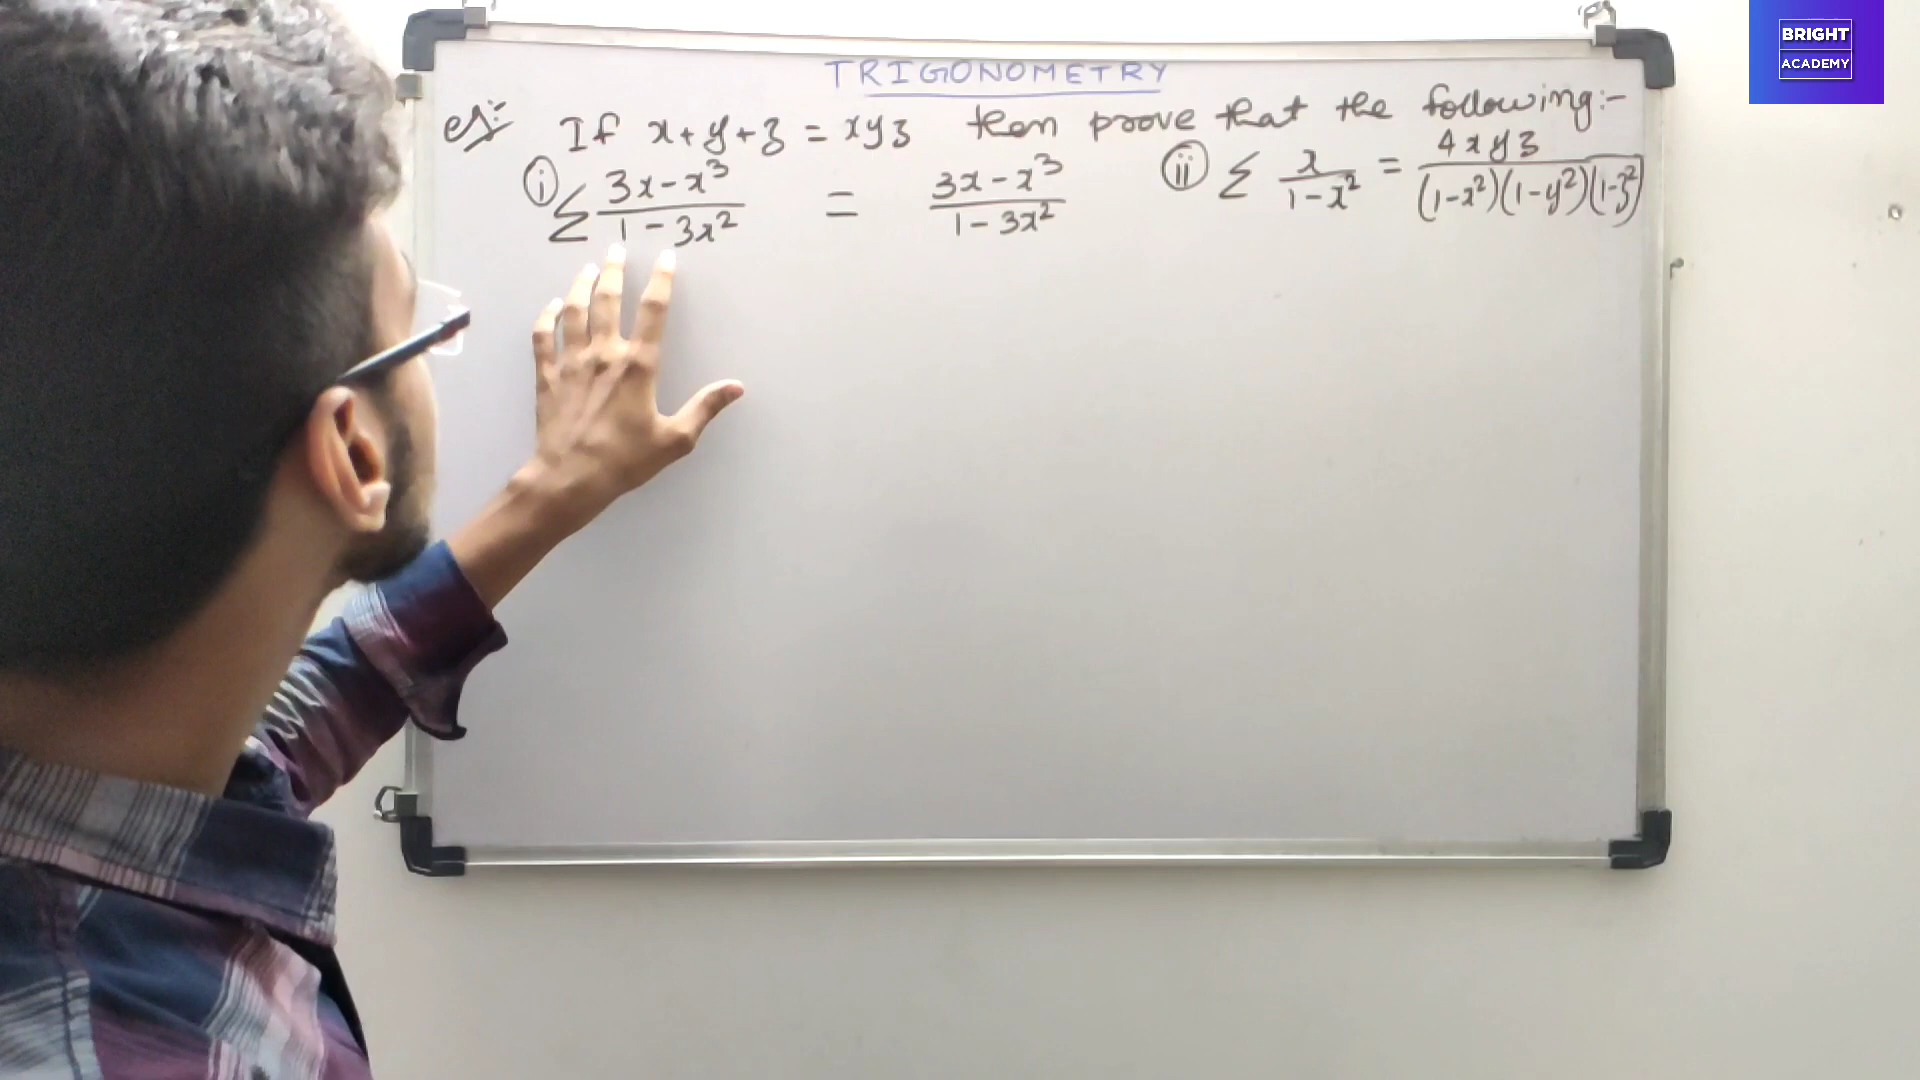 TRIGONOMETRY
eg:- If x+y+z = xyz then prove that the following:-
(i) Σ (3x-x³)/(1-3x²) = (3x-x³)/(1-3x²)
(ii) Σ x/(1-x²) = 4xyz/((1-x²)(1-y²)(1-z²))
BRIGHT
ACADEMY